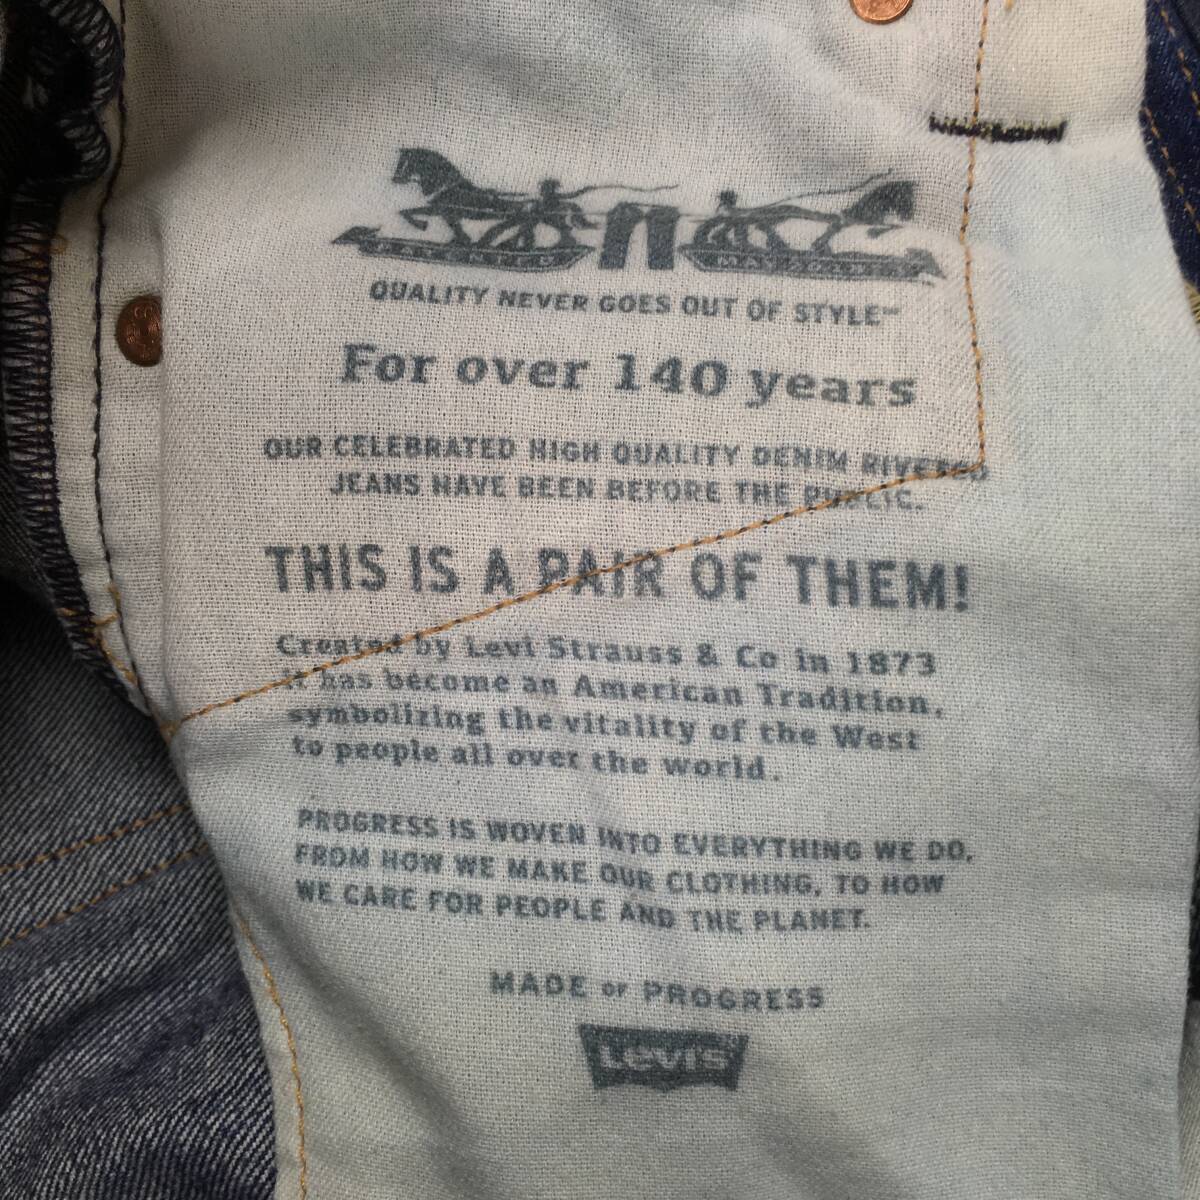 QUALITY NEVER GOES OUT OF STYLE™
For over 140 years
OUR CELEBRATED HIGH QUALITY DENIM RIVETED
JEANS HAVE BEEN BEFORE THE PUBLIC.
THIS IS A PAIR OF THEM!
Created by Levi Strauss & Co in 1873
it has become an American Tradition,
symbolizing the vitality of the West
to people all over the world.
PROGRESS IS WOVEN INTO EVERYTHING WE DO,
FROM HOW WE MAKE OUR CLOTHING, TO HOW
WE CARE FOR PEOPLE AND THE PLANET.
MADE OF PROGRESS
Levi's